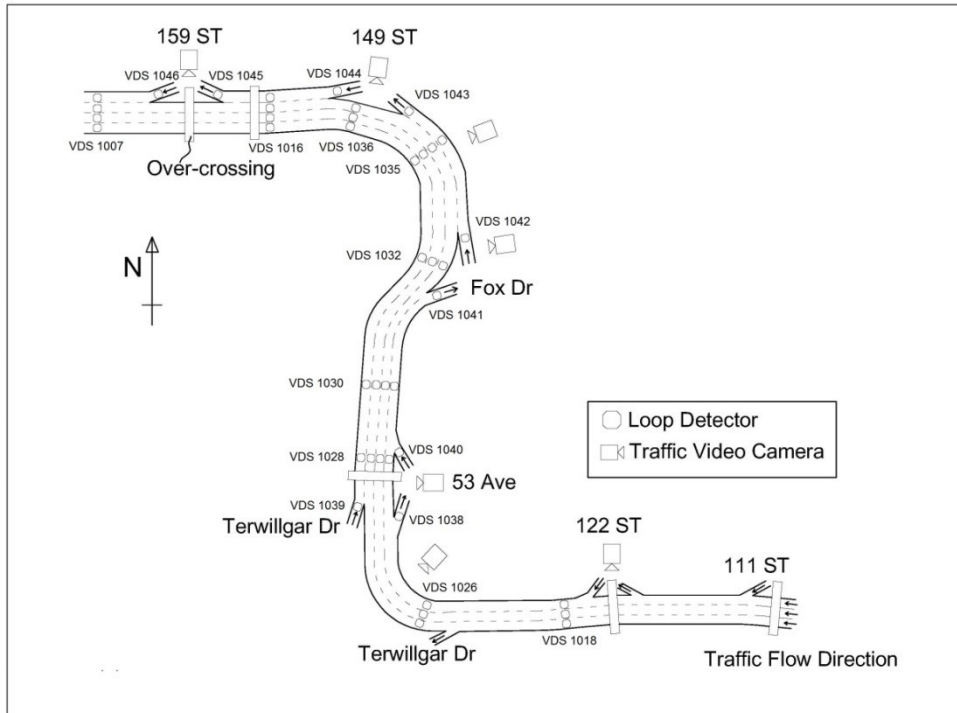 159 ST
149 ST
VDS 1046
VDS 1045
VDS 1044
VDS 1043
VDS 1007
VDS 1016
VDS 1036
VDS 1035
Over-crossing
VDS 1042
VDS 1032
N
Fox Dr
VDS 1041
VDS 1030
Loop Detector
Traffic Video Camera
VDS 1040
VDS 1028
53 Ave
VDS 1039
Terwillgar Dr
VDS 1038
122 ST
111 ST
VDS 1026
VDS 1018
Terwillgar Dr
Traffic Flow Direction